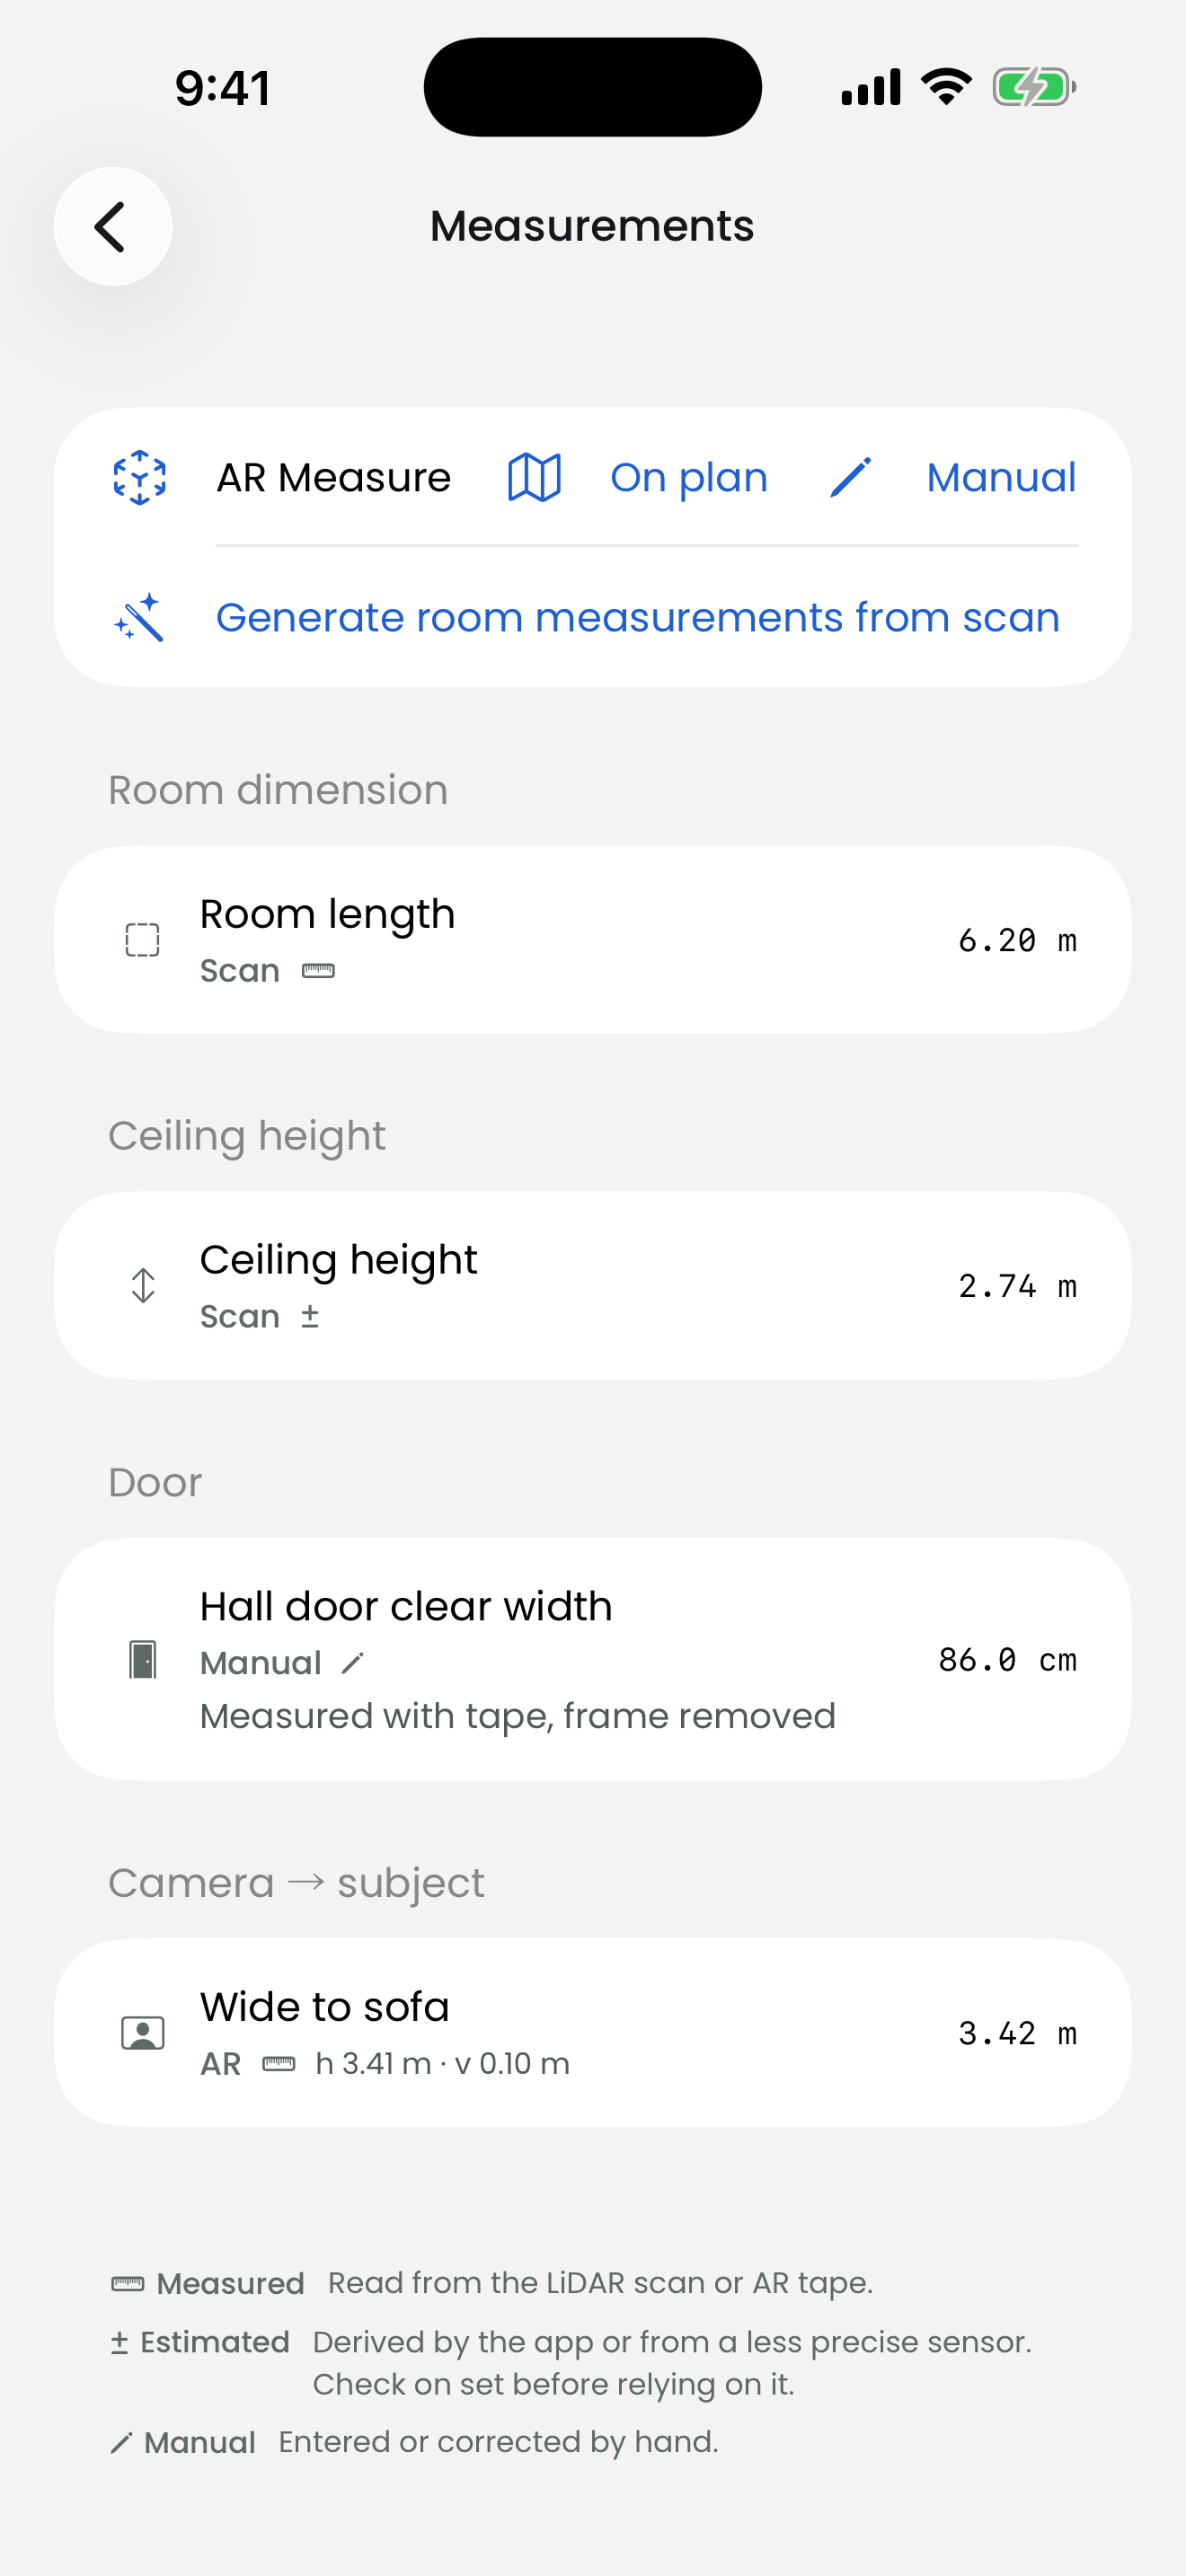 9:41
Measurements
AR Measure On plan Manual
Generate room measurements from scan
Room dimension
Room length
Scan
6.20 m
Ceiling height
Ceiling height
Scan ±
2.74 m
Door
Hall door clear width
Manual
Measured with tape, frame removed
86.0 cm
Camera → subject
Wide to sofa
AR h 3.41 m · v 0.10 m
3.42 m
Measured Read from the LiDAR scan or AR tape.
± Estimated Derived by the app or from a less precise sensor.
Check on set before relying on it.
Manual Entered or corrected by hand.